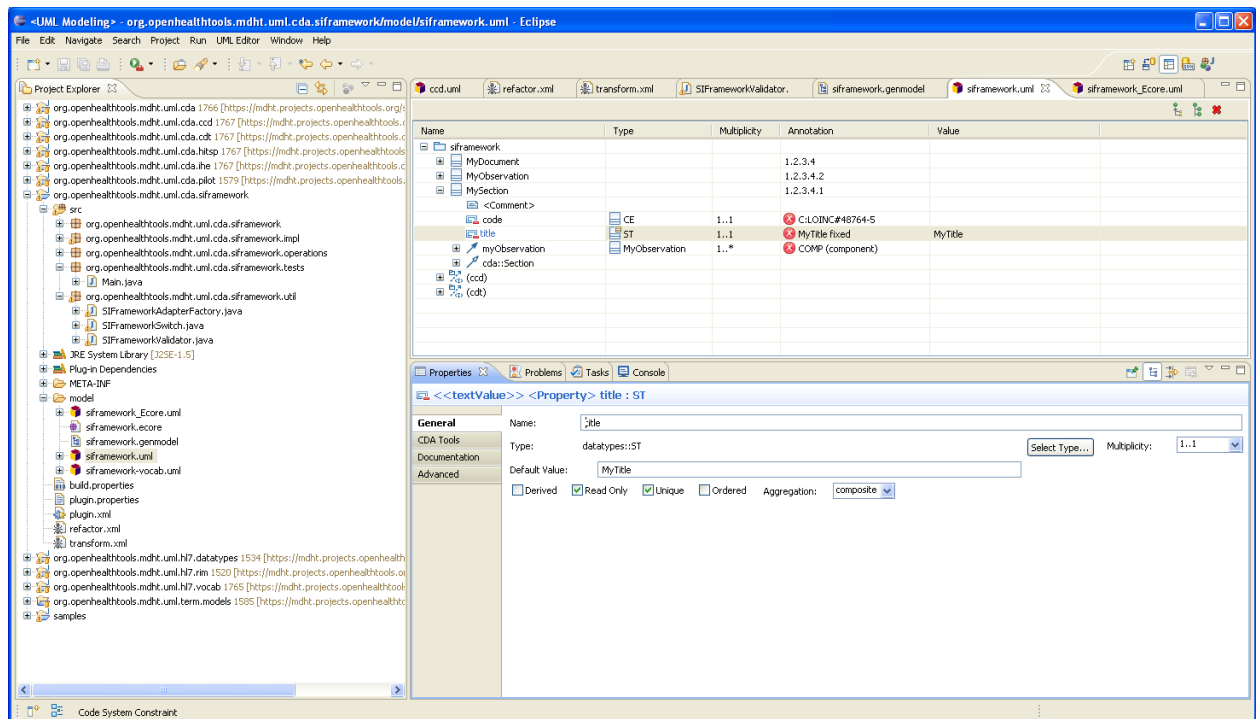 <UML Modeling> - org.openhealthtools.mdht.uml.cda.siframework/model/siframework.uml - Eclipse
File Edit Navigate Search Project Run UML Editor Window Help
Project Explorer
org.openhealthtools.mdht.uml.cda 1766 [https://mdht.projects.openhealthtools.org/s
org.openhealthtools.mdht.uml.cda.ccd 1767 [https://mdht.projects.openhealthtools.o
org.openhealthtools.mdht.uml.cda.cdt 1767 [https://mdht.projects.openhealthtools.or
org.openhealthtools.mdht.uml.cda.hitsp 1767 [https://mdht.projects.openhealthtools
org.openhealthtools.mdht.uml.cda.ihe 1767 [https://mdht.projects.openhealthtools.o
org.openhealthtools.mdht.uml.cda.pilot 1579 [https://mdht.projects.openhealthtools.
org.openhealthtools.mdht.uml.cda.siframework
src
org.openhealthtools.mdht.uml.cda.siframework
org.openhealthtools.mdht.uml.cda.siframework.impl
org.openhealthtools.mdht.uml.cda.siframework.operations
org.openhealthtools.mdht.uml.cda.siframework.tests
Main.java
org.openhealthtools.mdht.uml.cda.siframework.util
SIFrameworkAdapterFactory.java
SIFrameworkSwitch.java
SIFrameworkValidator.java
JRE System Library [J2SE-1.5]
Plug-in Dependencies
META-INF
model
siframework_Ecore.uml
siframework.ecore
siframework.genmodel
siframework.uml
siframework-vocab.uml
build.properties
plugin.properties
plugin.xml
refactor.xml
transform.xml
org.openhealthtools.mdht.uml.hl7.datatypes 1534 [https://mdht.projects.openhealth
org.openhealthtools.mdht.uml.hl7.rim 1520 [https://mdht.projects.openhealthtools.or
org.openhealthtools.mdht.uml.hl7.vocab 1765 [https://mdht.projects.openhealthtool
org.openhealthtools.mdht.uml.term.models 1585 [https://mdht.projects.openhealthto
samples
ccd.uml refactor.xml transform.xml SIFrameworkValidator. siframework.genmodel siframework.uml siframework_Ecore.uml
Name Type Multiplicity Annotation Value
siframework
MyDocument 1.2.3.4
MyObservation 1.2.3.4.2
MySection 1.2.3.4.1
<Comment>
code CE 1..1 C:LOINC#48764-5
title ST 1..1 MyTitle fixed MyTitle
myObservation MyObservation 1..* COMP (component)
cda::Section
(ccd)
(cdt)
Properties Problems Tasks Console
<<textValue>> <Property> title : ST
General
CDA Tools
Documentation
Advanced
Name: title
Type: datatypes::ST Select Type... Multiplicity: 1..1
Default Value: MyTitle
Derived Read Only Unique Ordered Aggregation: composite
Code System Constraint